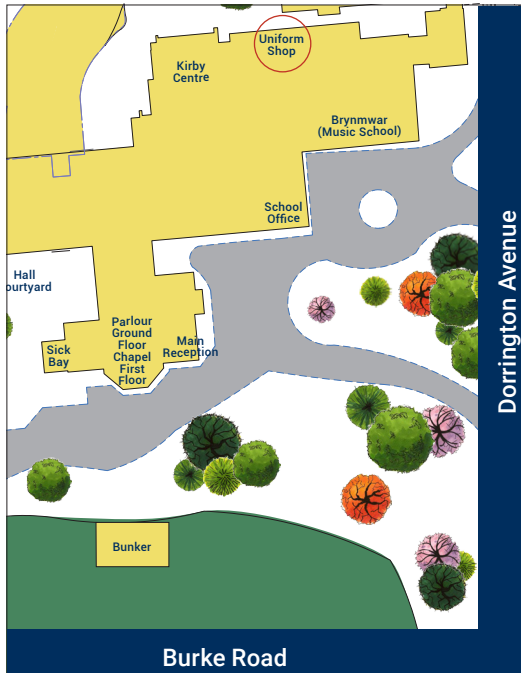 Uniform
Shop
Kirby
Centre
Brynmwar
(Music School)
School
Office
Hall
ourtyard
Parlour
Ground
Floor
Chapel
First
Floor
Main
Reception
Sick
Bay
Dorrington Avenue
Bunker
Burke Road